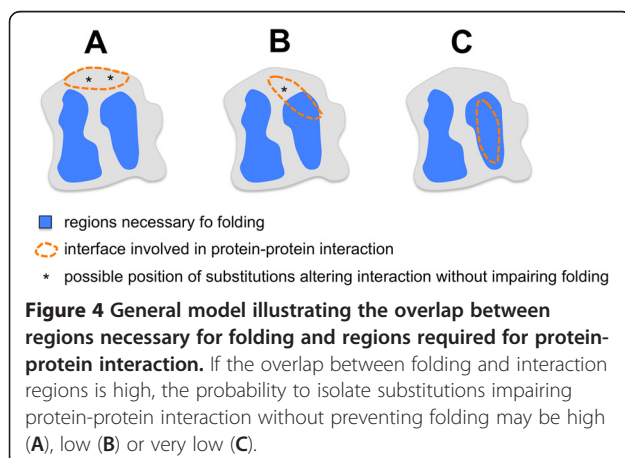 A B C
* * *
regions necessary fo folding
interface involved in protein-protein interaction
* possible position of substitutions altering interaction without impairing folding
Figure 4 General model illustrating the overlap between
regions necessary for folding and regions required for protein-
protein interaction. If the overlap between folding and interaction
regions is high, the probability to isolate substitutions impairing
protein-protein interaction without preventing folding may be high
(A), low (B) or very low (C).